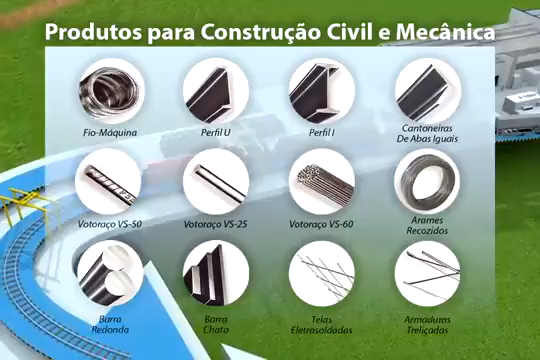 Produtos para Construção Civil e Mecânica
Fio-Máquina
Perfil U
Perfil I
Cantoneiras
De Abas Iguais
Votoraço VS-50
Votoraço VS-25
Votoraço VS-60
Arames
Recozidos
Barra
Redonda
Barra
Chata
Telas
Eletrosoldadas
Armaduras
Treliçadas